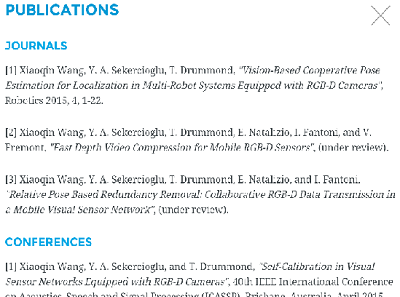 PUBLICATIONS
JOURNALS
[1] Xiaoqin Wang, Y. A. Sekercioglu, T. Drummond, "Vision-Based Cooperative Pose
Estimation for Localization in Multi-Robot Systems Equipped with RGB-D Cameras",
Robotics 2015, 4, 1-22.
[2] Xiaoqin Wang, Y. A. Sekercioglu, T. Drummond, E. Natalizio, I. Fantoni, and V.
Fremont, "Fast Depth Video Compression for Mobile RGB-D Sensors", (under review).
[3] Xiaoqin Wang, Y. A. Sekercioglu, T. Drummond, E. Natalizio, and I. Fantoni,
"Relative Pose Based Redundancy Removal: Collaborative RGB-D Data Transmission in
a Mobile Visual Sensor Network", (under review).
CONFERENCES
[1] Xiaoqin Wang, Y. A. Sekercioglu, and T. Drummond, "Self-Calibration in Visual
Sensor Networks Equipped with RGB-D Cameras", 40th IEEE International Conference
on Acoustics, Speech and Signal Processing (ICASSP), Brisbane, Australia, April 2015.